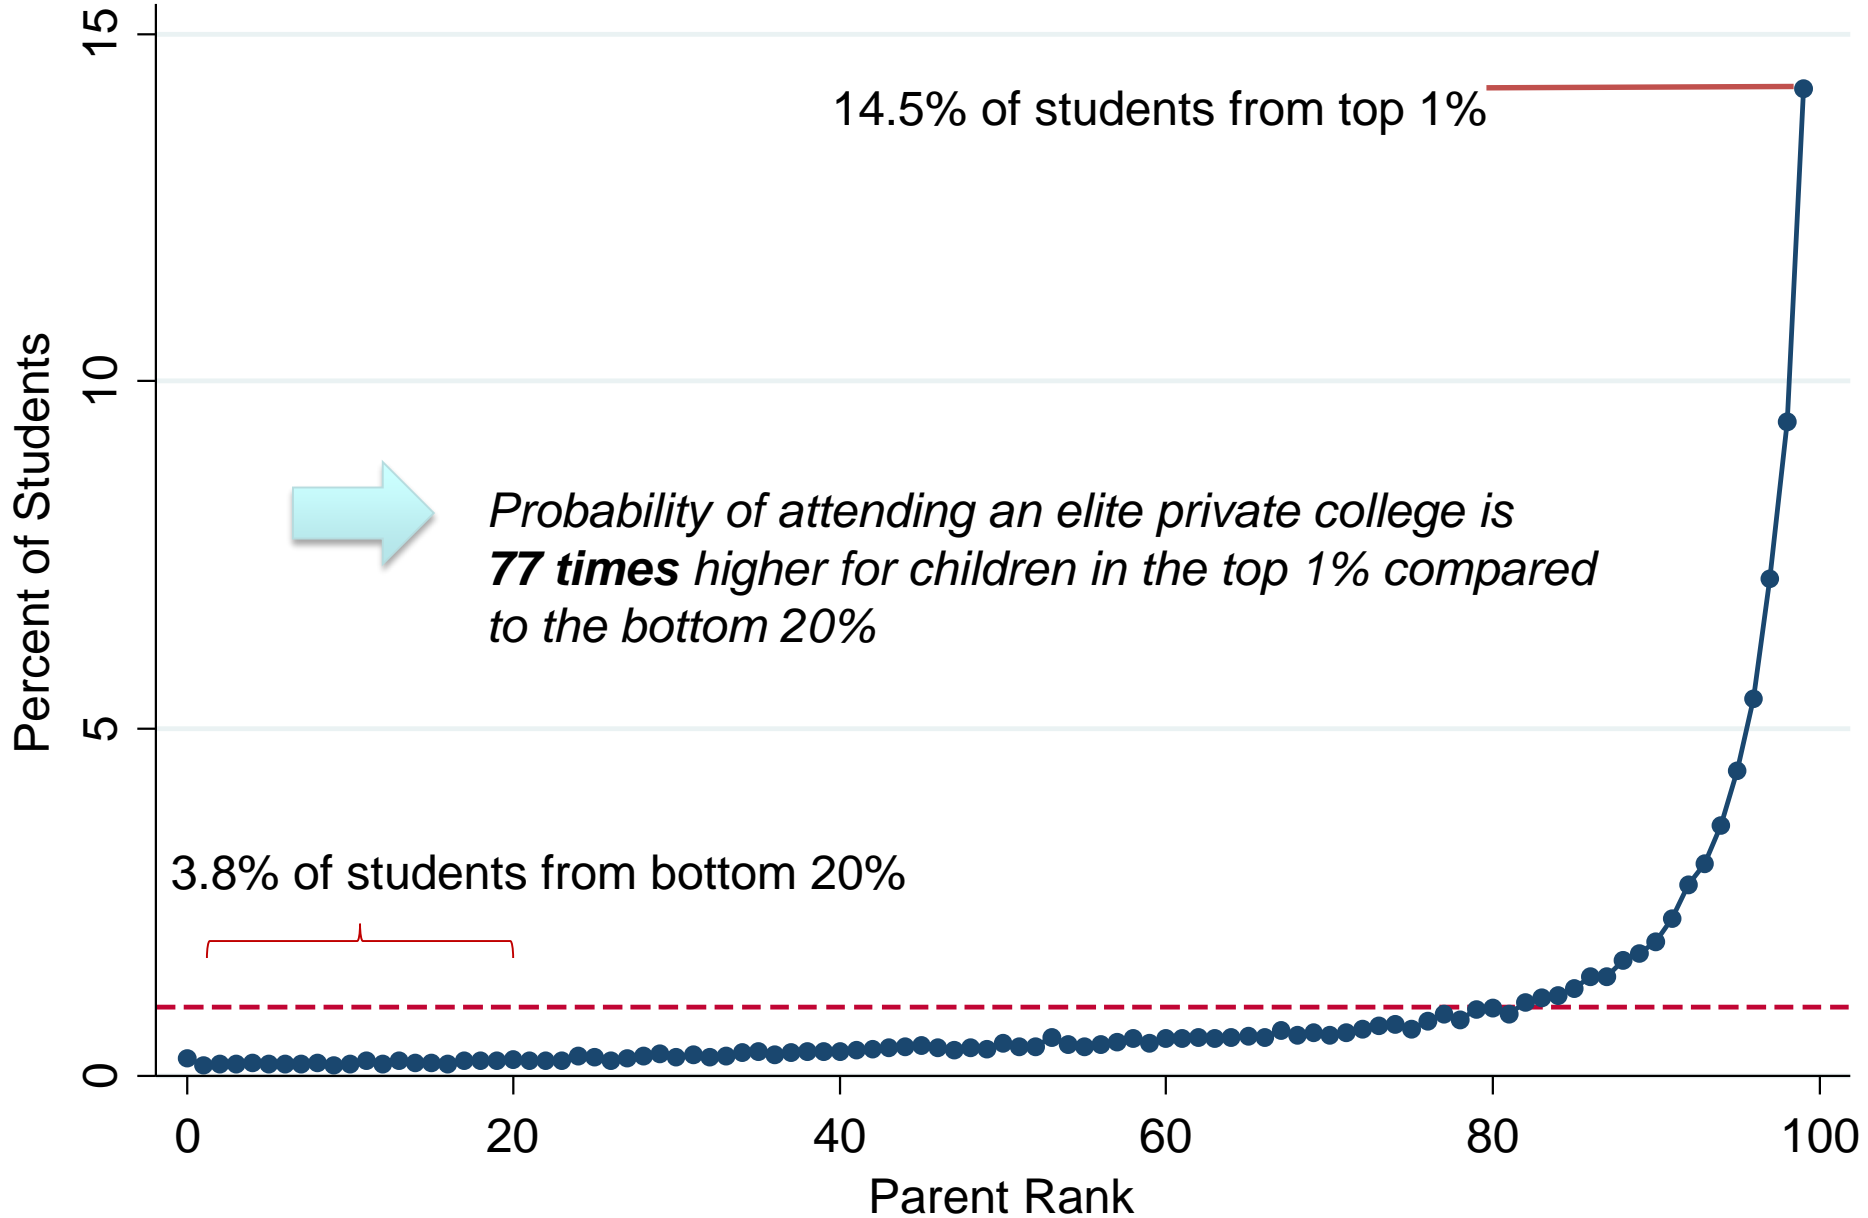 15
14.5% of students from top 1%
10
Percent of Students
Probability of attending an elite private college is
77 times higher for children in the top 1% compared
to the bottom 20%
5
3.8% of students from bottom 20%
0
0 20 40 60 80 100
Parent Rank